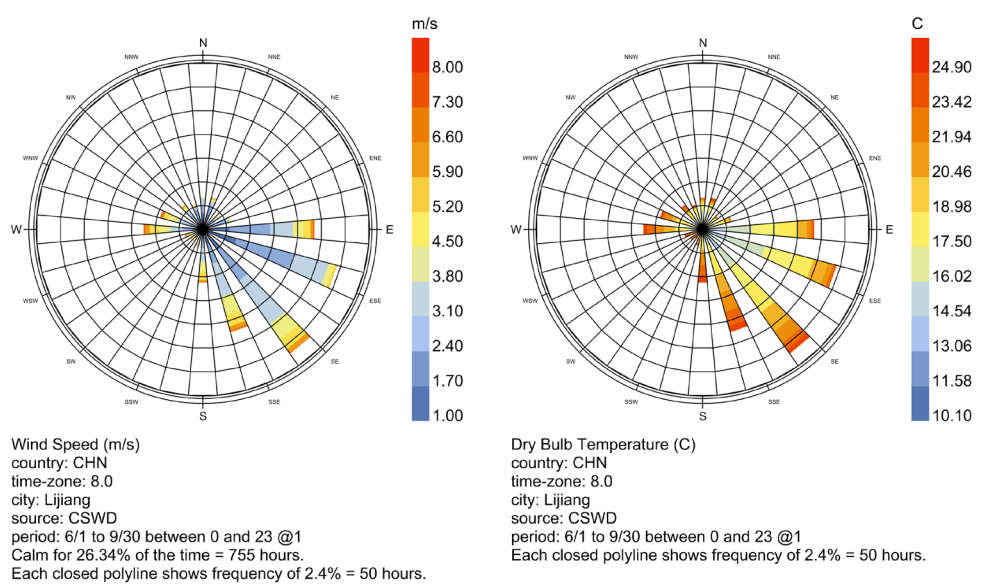 m/s
N
NNW
NNE
NW
NE
WNW
ENE
W
E
WSW
ESE
SW
SE
SSW
SSE
S
8.00
7.30
6.60
5.90
5.20
4.50
3.80
3.10
2.40
1.70
1.00
Wind Speed (m/s)
country: CHN
time-zone: 8.0
city: Lijiang
source: CSWD
period: 6/1 to 9/30 between 0 and 23 @1
Calm for 26.34% of the time = 755 hours.
Each closed polyline shows frequency of 2.4% = 50 hours.
C
N
NNW
NNE
NW
NE
WNW
ENE
W
E
WSW
ESE
SW
SE
SSW
SSE
S
24.90
23.42
21.94
20.46
18.98
17.50
16.02
14.54
13.06
11.58
10.10
Dry Bulb Temperature (C)
country: CHN
time-zone: 8.0
city: Lijiang
source: CSWD
period: 6/1 to 9/30 between 0 and 23 @1
Each closed polyline shows frequency of 2.4% = 50 hours.